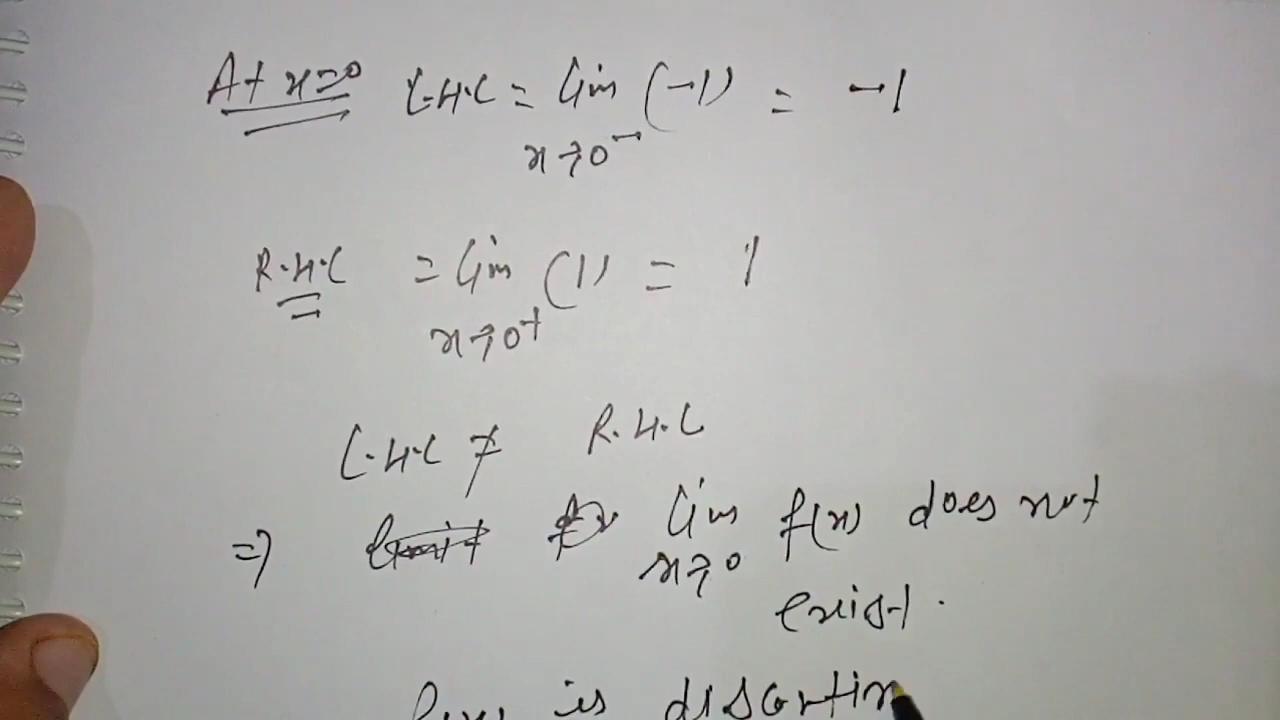 At x=0 L.H.L = lim (-1) = -1
x→0⁻
R.H.L = lim (1) = 1
x→0⁺
L.H.L ≠ R.H.L
⇒ lim f(x) does not
x→0
exist.
is discontin